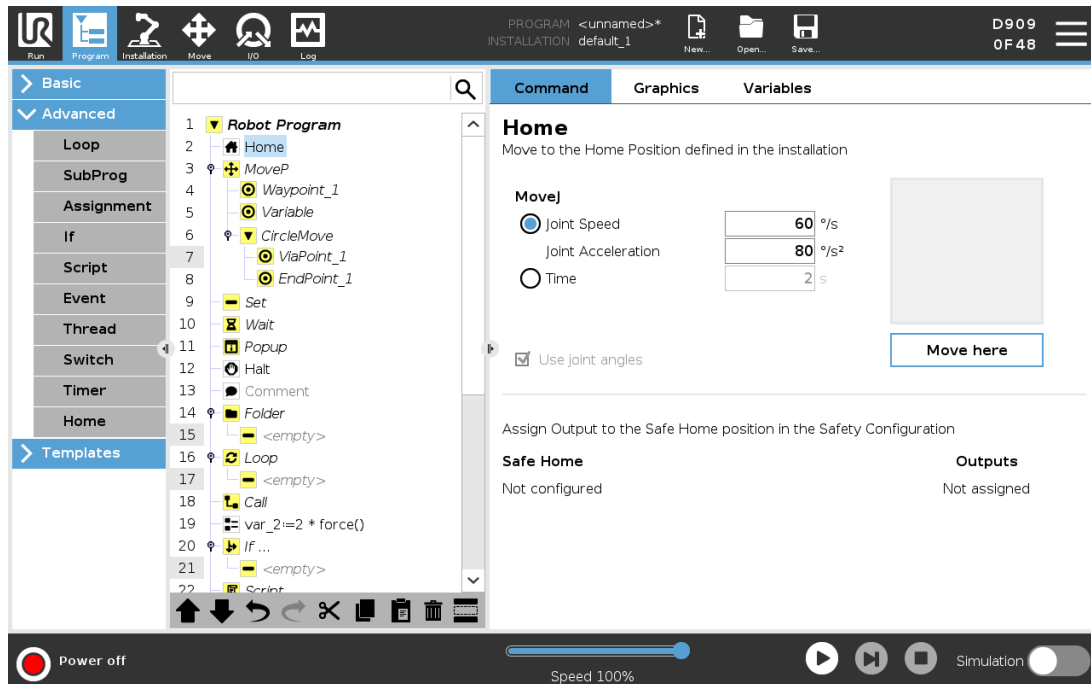 PROGRAM <unnamed>*
INSTALLATION default_1
D909
0F48
Run
Program
Installation
Move
I/O
Log
New...
Open...
Save...
Basic
Advanced
Loop
SubProg
Assignment
If
Script
Event
Thread
Switch
Timer
Home
Templates
1 Robot Program
2 Home
3 MoveP
4 Waypoint_1
5 Variable
6 CircleMove
7 ViaPoint_1
8 EndPoint_1
9 Set
10 Wait
11 Popup
12 Halt
13 Comment
14 Folder
15 <empty>
16 Loop
17 <empty>
18 Call
19 var_2:=2 * force()
20 If ...
21 <empty>
22 Script
Command Graphics Variables
Home
Move to the Home Position defined in the installation
MoveJ
Joint Speed 60 °/s
Joint Acceleration 80 °/s²
Time 2 s
Use joint angles
Move here
Assign Output to the Safe Home position in the Safety Configuration
Safe Home Outputs
Not configured Not assigned
Power off
Speed 100%
Simulation